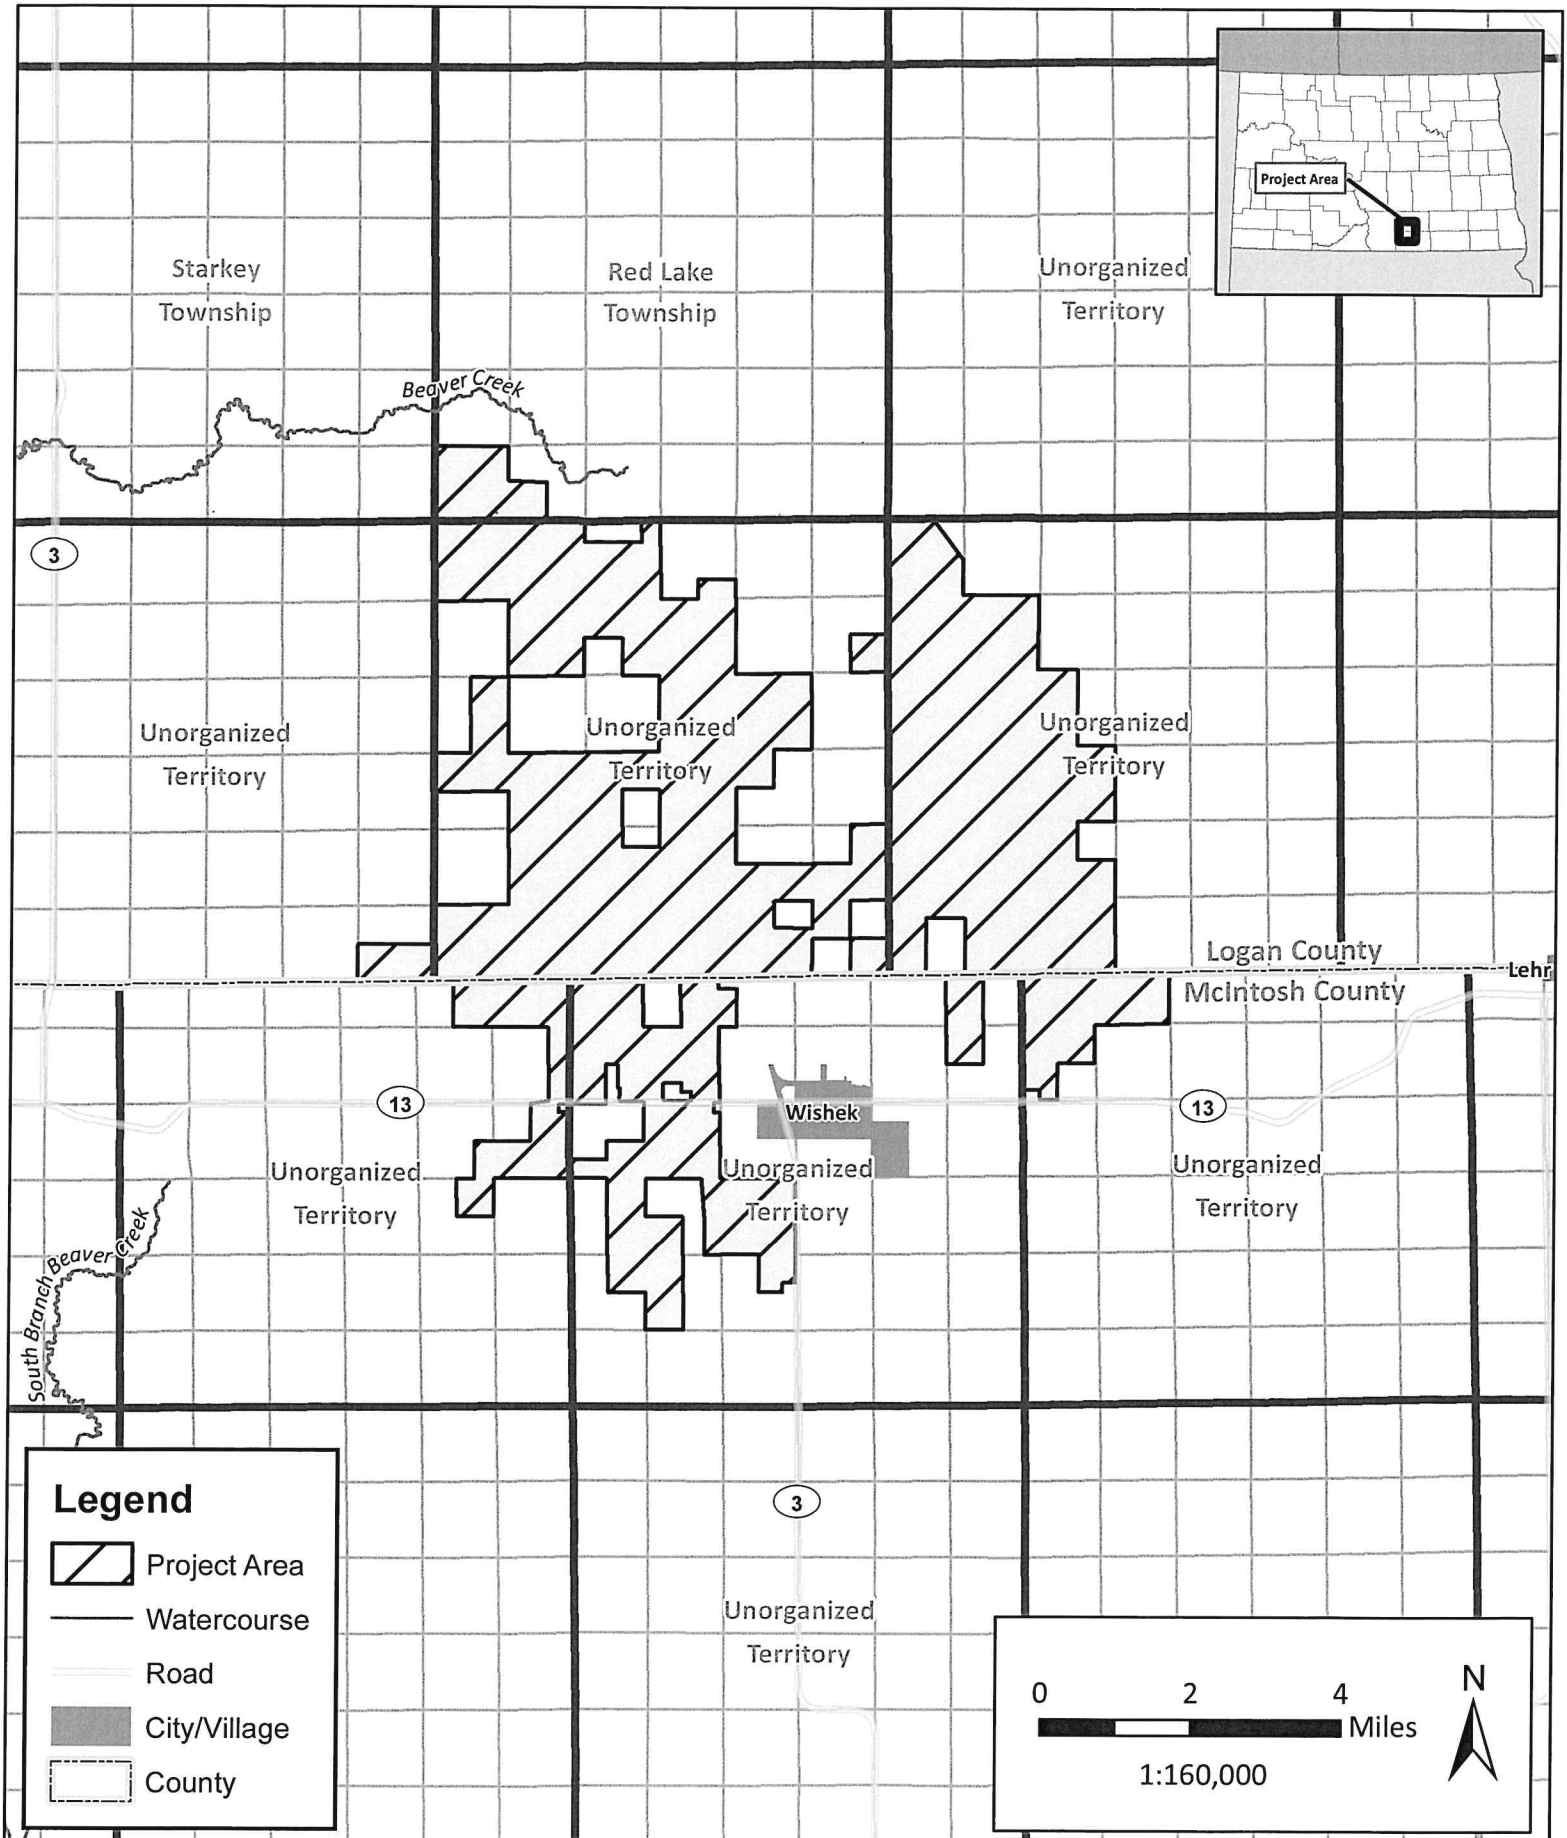 Project Area
Starkey
Township
Red Lake
Township
Unorganized
Territory
Beaver Creek
3
Unorganized
Territory
Unorganized
Territory
Unorganized
Territory
Logan County
Lehr
McIntosh County
13
Wishek
13
Unorganized
Territory
Unorganized
Territory
Unorganized
Territory
South Branch Beaver Creek
3
Unorganized
Territory
Legend
Project Area
Watercourse
Road
City/Village
County
0 2 4
Miles
1:160,000
N